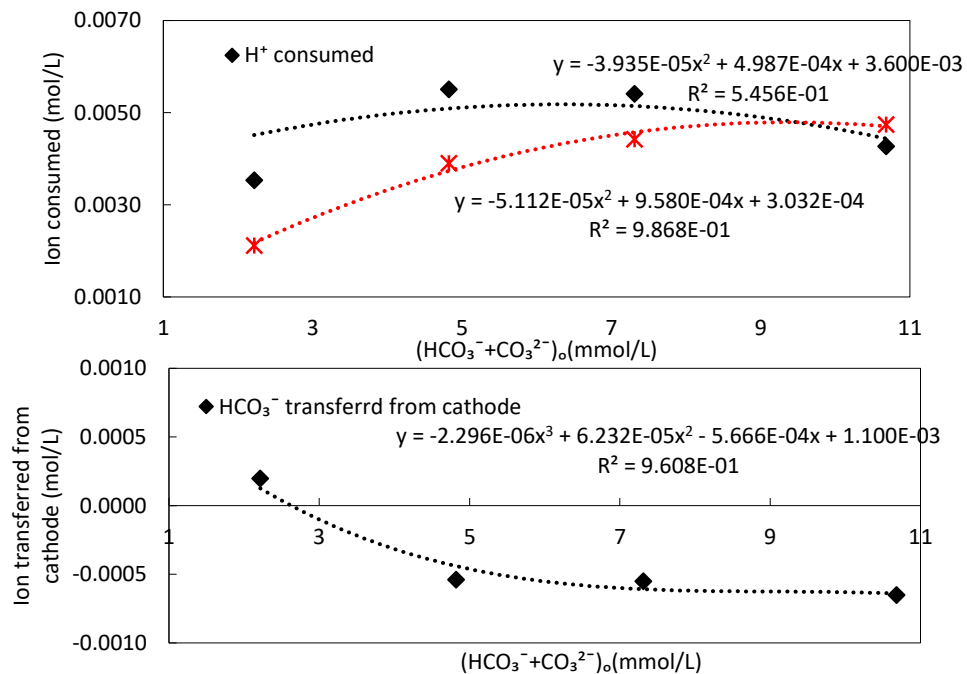 0.0070
0.0050
0.0030
0.0010
Ion consumed (mol/L)
H⁺ consumed
y = -3.935E-05x² + 4.987E-04x + 3.600E-03
R² = 5.456E-01
y = -5.112E-05x² + 9.580E-04x + 3.032E-04
R² = 9.868E-01
1 3 5 7 9 11
(HCO₃⁻+CO₃²⁻)ₒ(mmol/L)
0.0010
0.0005
0.0000
-0.0005
-0.0010
Ion transferred from
cathode (mol/L)
HCO₃⁻ transferrd from cathode
y = -2.296E-06x³ + 6.232E-05x² - 5.666E-04x + 1.100E-03
R² = 9.608E-01
1 3 5 7 9 11
(HCO₃⁻+CO₃²⁻)ₒ(mmol/L)